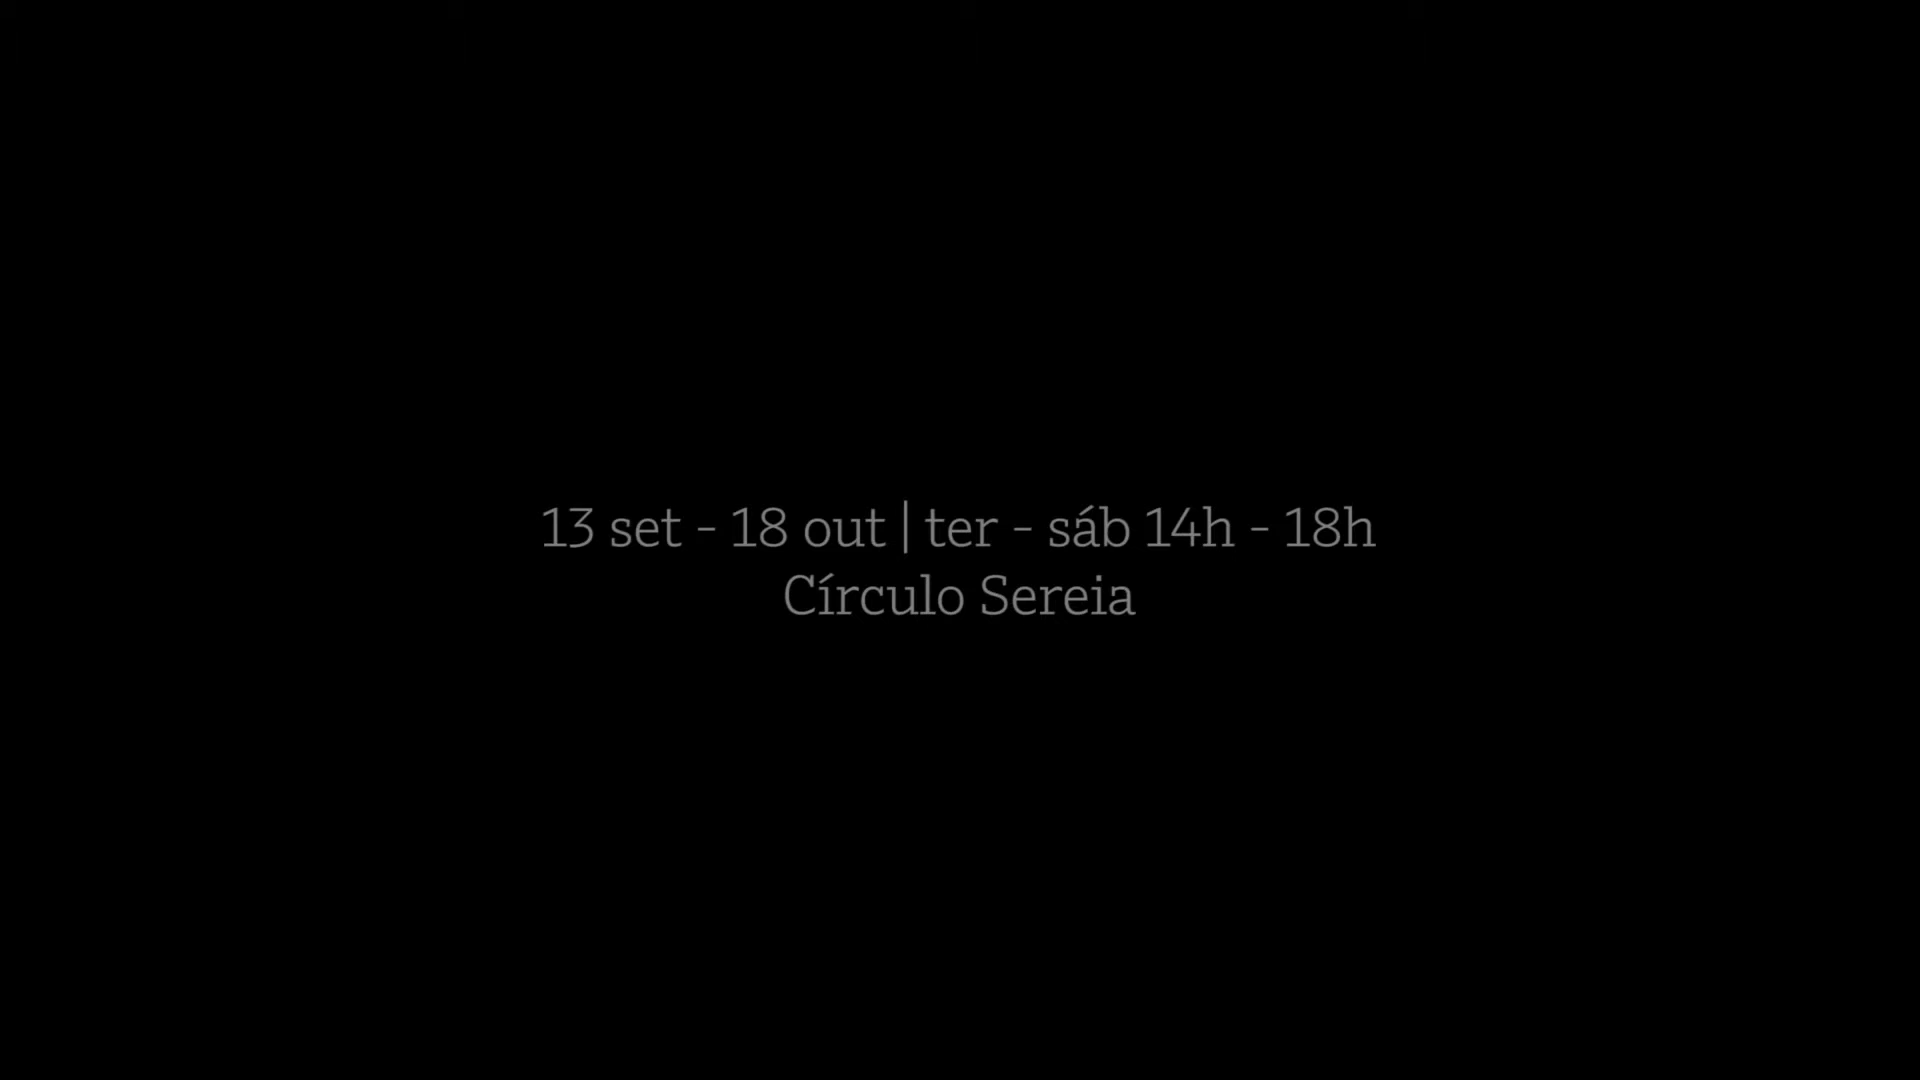 13 set - 18 out | ter - sáb 14h - 18h
Círculo Sereia